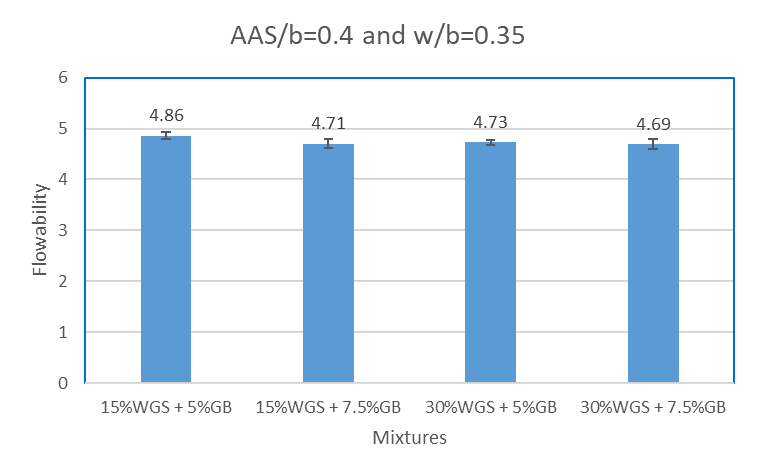 AAS/b=0.4 and w/b=0.35
6
5
4
3
2
1
0
Flowability
4.86
4.71
4.73
4.69
15%WGS + 5%GB
15%WGS + 7.5%GB
30%WGS + 5%GB
30%WGS + 7.5%GB
Mixtures